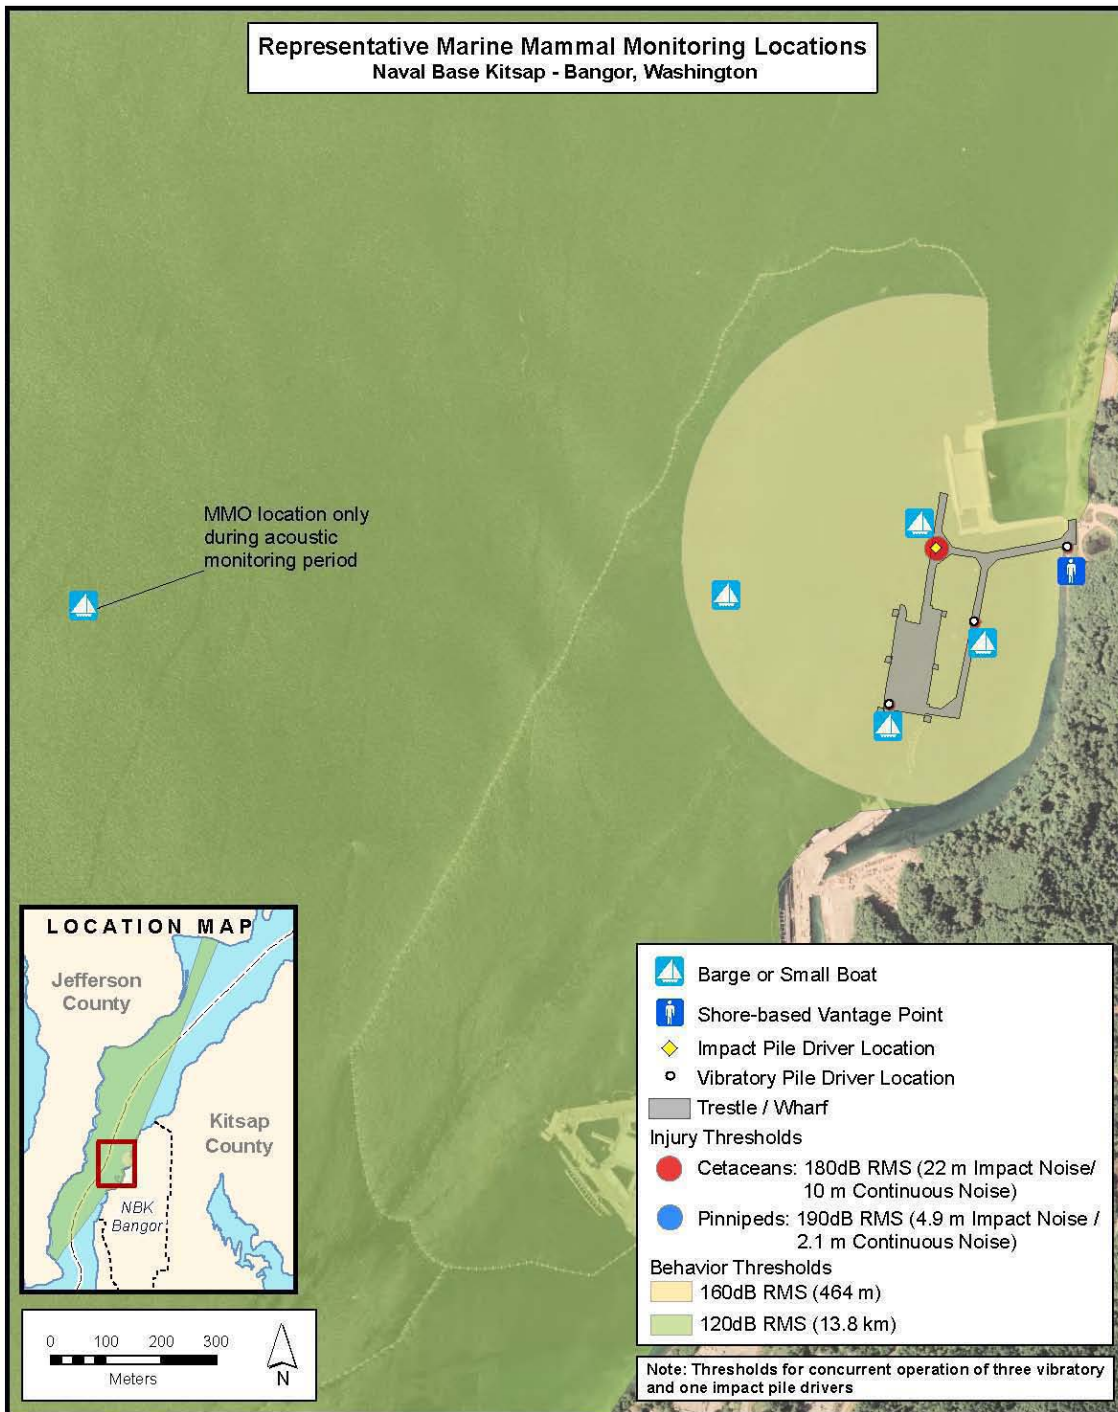 Representative Marine Mammal Monitoring Locations
Naval Base Kitsap - Bangor, Washington
MMO location only
during acoustic
monitoring period
LOCATION MAP
Jefferson
County
Kitsap
County
NBK
Bangor
0 100 200 300
Meters
N
Barge or Small Boat
Shore-based Vantage Point
Impact Pile Driver Location
Vibratory Pile Driver Location
Trestle / Wharf
Injury Thresholds
Cetaceans: 180dB RMS (22 m Impact Noise/
10 m Continuous Noise)
Pinnipeds: 190dB RMS (4.9 m Impact Noise /
2.1 m Continuous Noise)
Behavior Thresholds
160dB RMS (464 m)
120dB RMS (13.8 km)
Note: Thresholds for concurrent operation of three vibratory
and one impact pile drivers